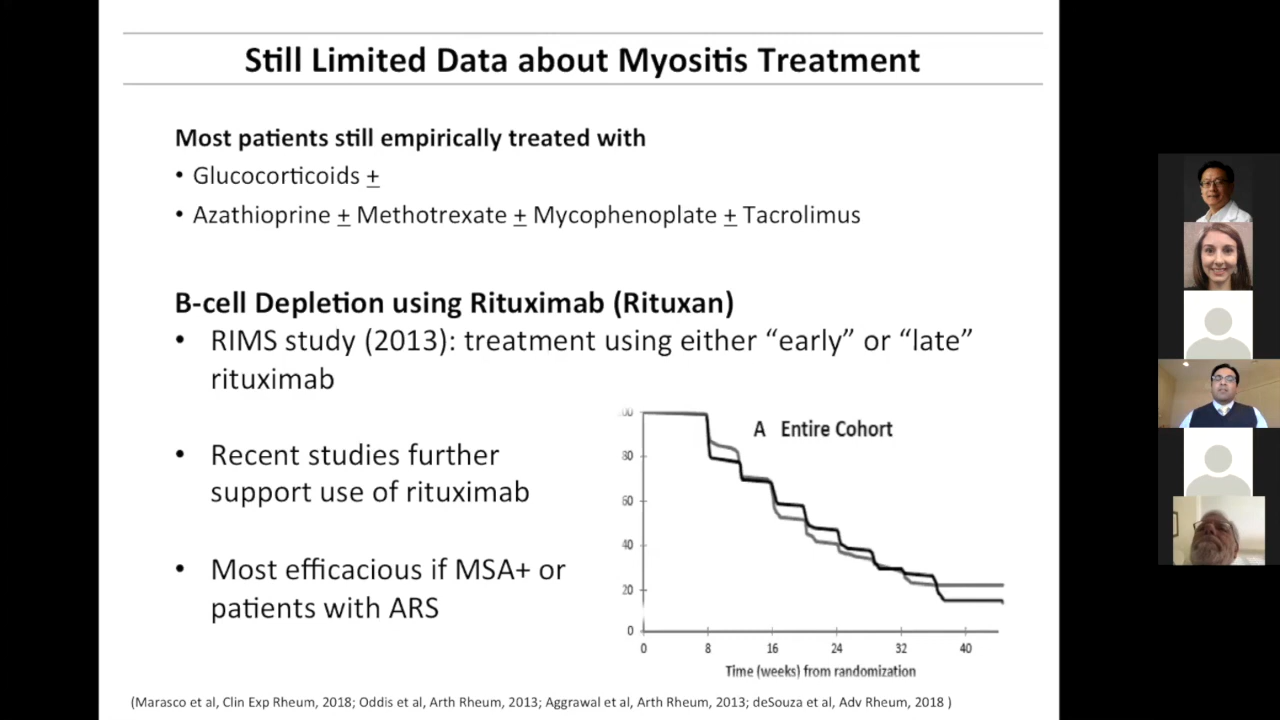 Still Limited Data about Myositis Treatment
Most patients still empirically treated with
• Glucocorticoids ±
• Azathioprine ± Methotrexate ± Mycophenoplate ± Tacrolimus
B-cell Depletion using Rituximab (Rituxan)
• RIMS study (2013): treatment using either “early” or “late”
rituximab
• Recent studies further
support use of rituximab
• Most efficacious if MSA+ or
patients with ARS
A Entire Cohort
80
60
40
20
0
0 8 16 24 32 40
Time (weeks) from randomization
(Marasco et al, Clin Exp Rheum, 2018; Oddis et al, Arth Rheum, 2013; Aggrawal et al, Arth Rheum, 2013; deSouza et al, Adv Rheum, 2018 )